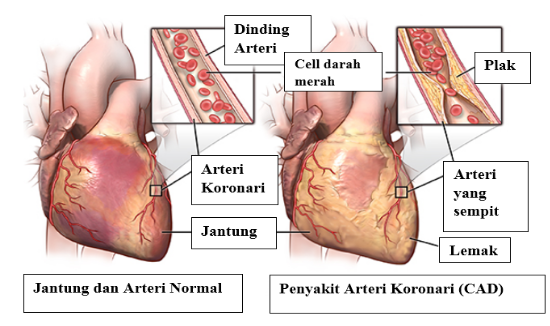 Dinding
Arteri
Cell darah
merah
Plak
Arteri
Koronari
Arteri
yang
sempit
Jantung
Lemak
Jantung dan Arteri Normal
Penyakit Arteri Koronari (CAD)